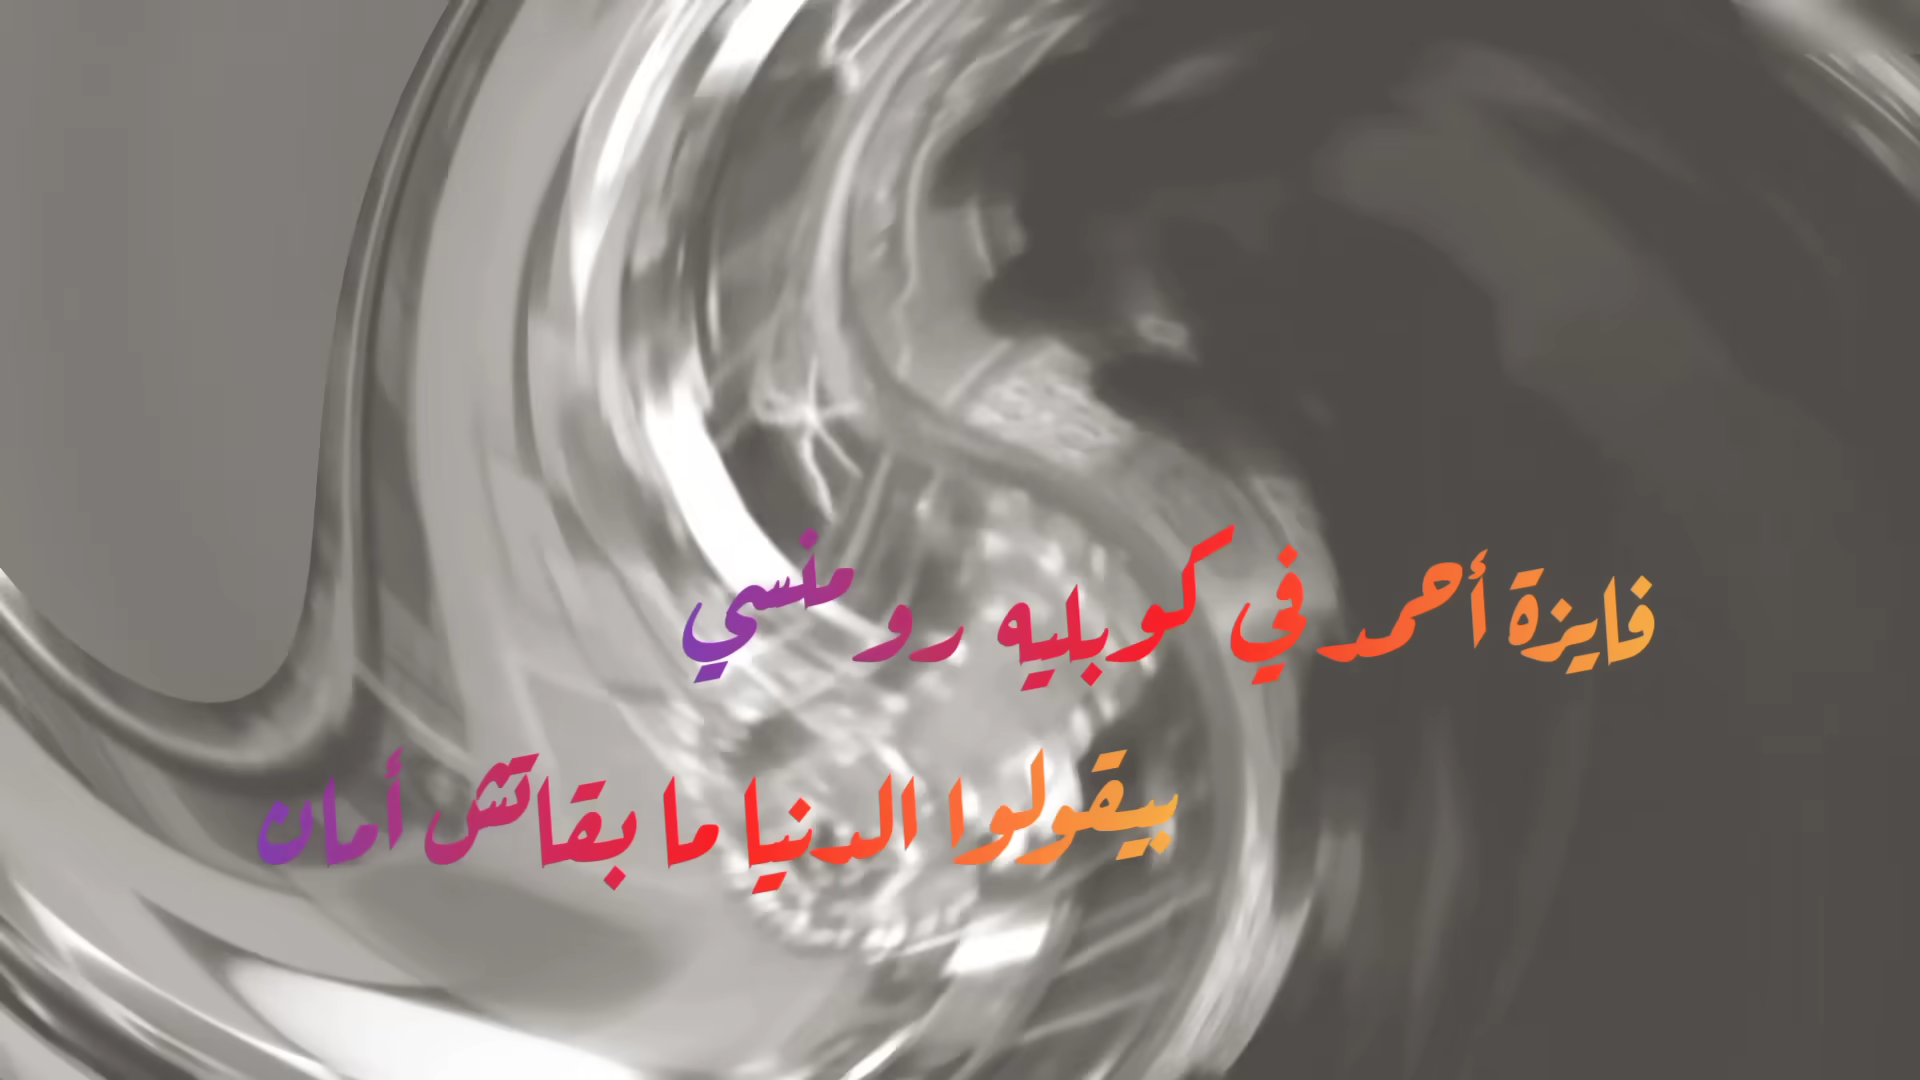 فايزة أحمد في كوبليه رومنسي
بيقولوا الدنيا ما بقاتش أمان